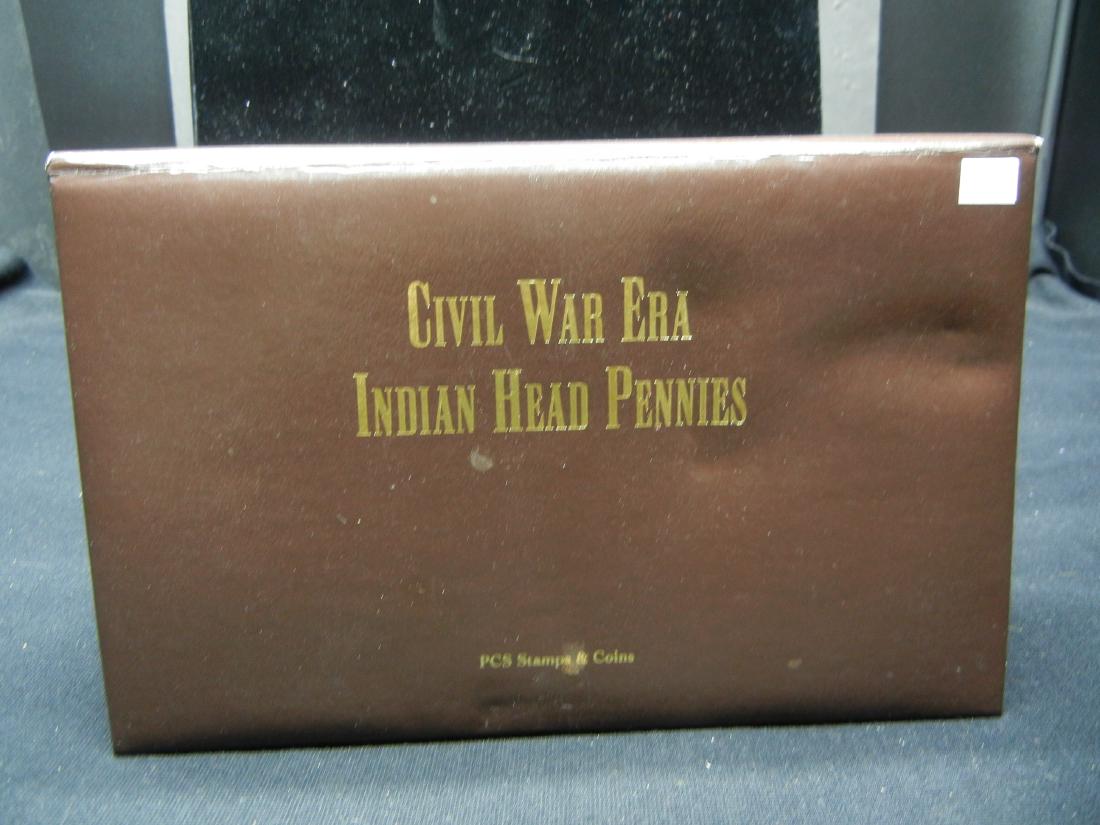 Civil War Era
Indian Head Pennies
PCS Stamps & Coins